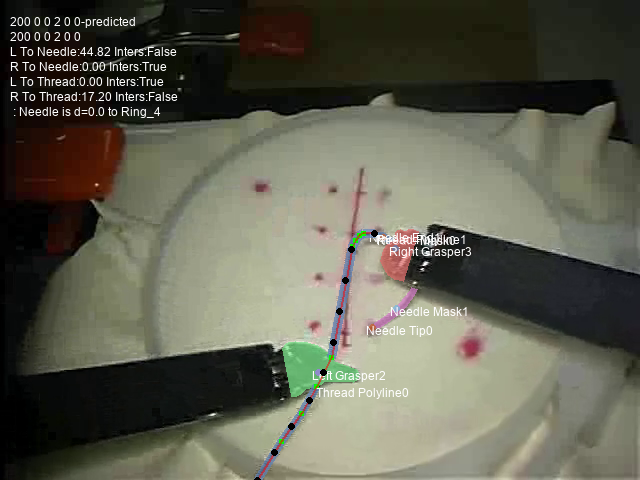 200 0 0 2 0 0-predicted
200 0 0 2 0 0
L To Needle:44.82 Inters:False
R To Needle:0.00 Inters:True
L To Thread:0.00 Inters:True
R To Thread:17.20 Inters:False
: Needle is d=0.0 to Ring_4
Right Grasper3
Needle Mask1
Needle Tip0
Left Grasper2
Thread Polyline0